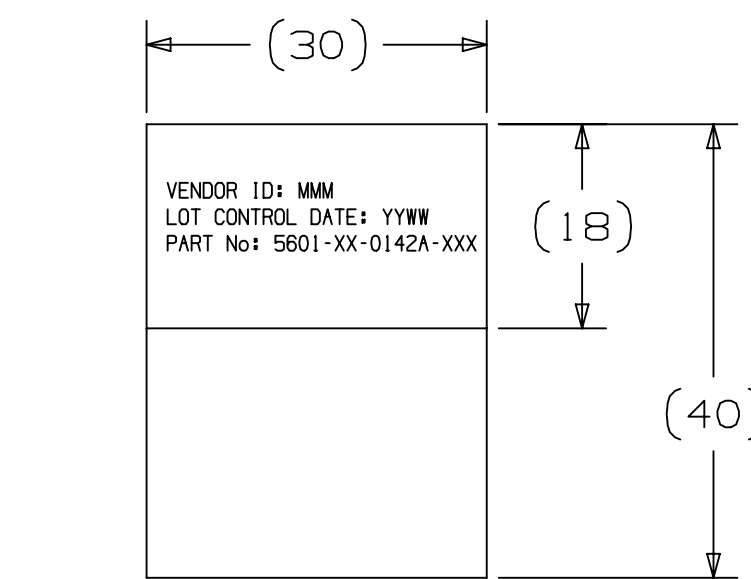 (30)
VENDOR ID: MMM
LOT CONTROL DATE: YYWW
PART No: 5601-XX-0142A-XXX
(18)
(40)